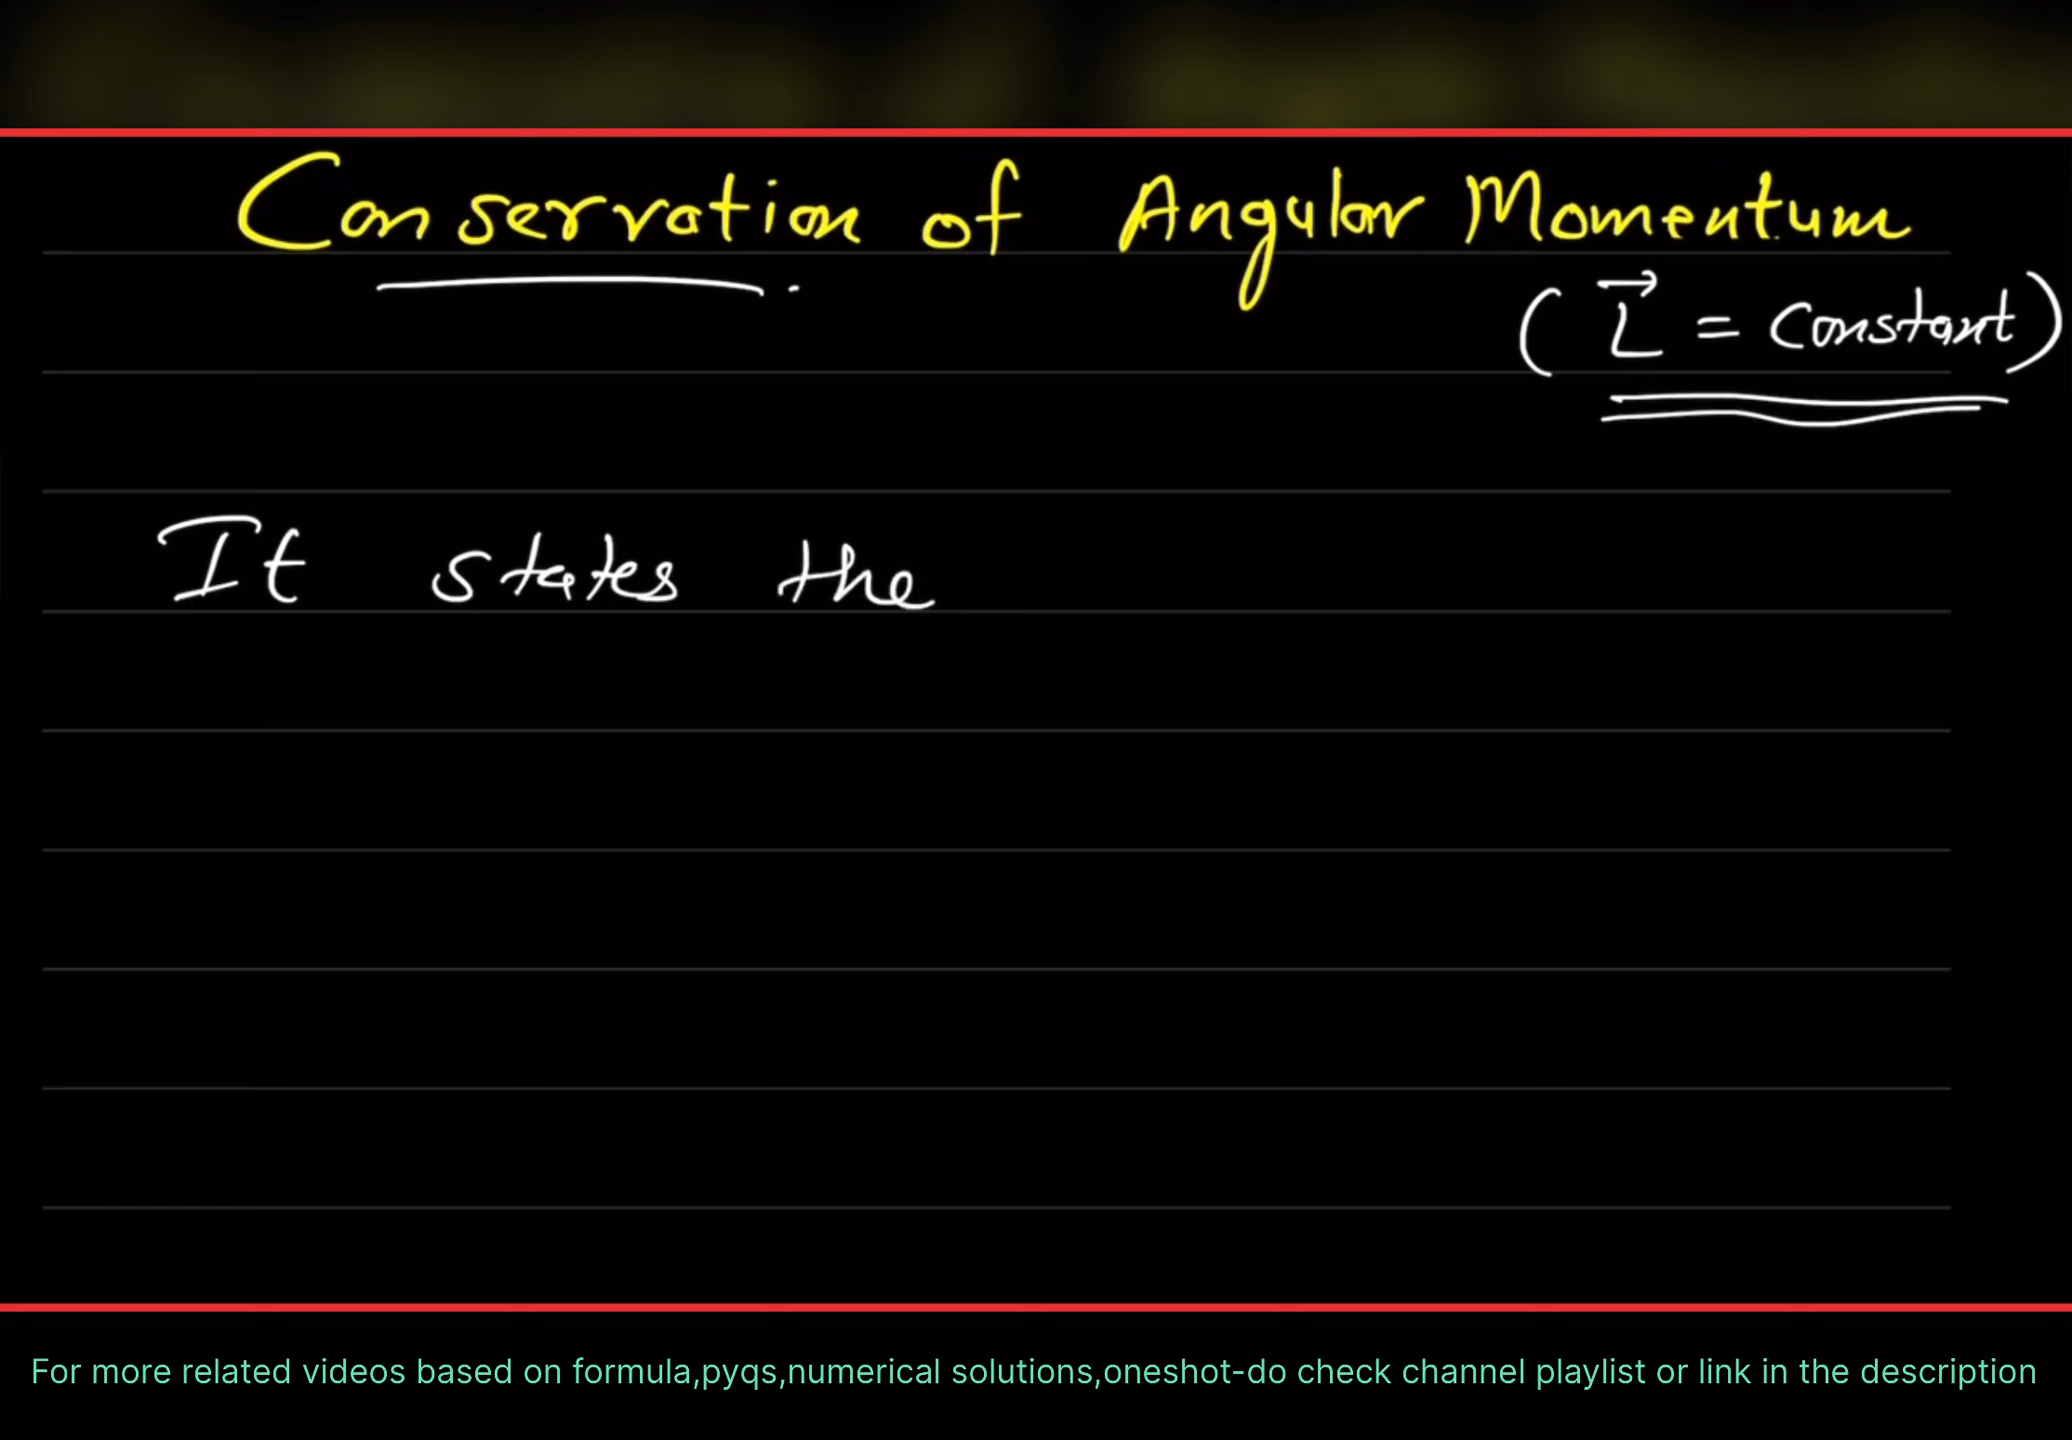 Conservation of Angular Momentum
( L⃗ = Constant )
It states the
For more related videos based on formula,pyqs,numerical solutions,oneshot-do check channel playlist or link in the description